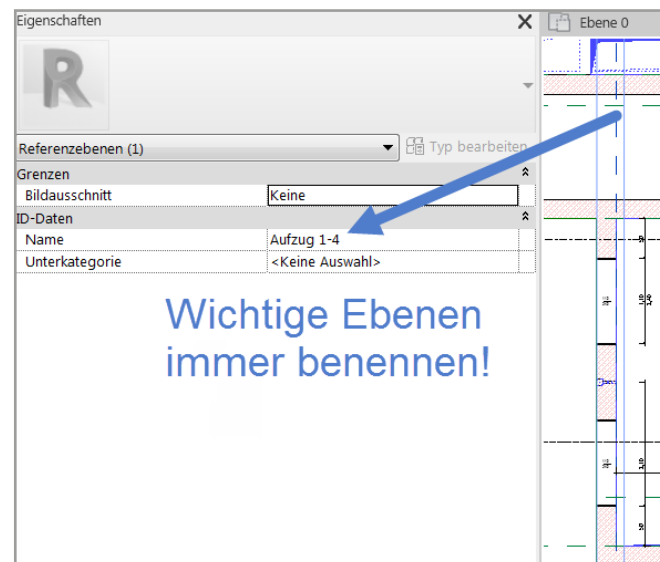 Eigenschaften
Ebene 0
R
Referenzebenen (1)
Typ bearbeiten
Grenzen
Bildausschnitt Keine
ID-Daten
Name Aufzug 1-4
Unterkategorie <Keine Auswahl>
Wichtige Ebenen
immer benennen!